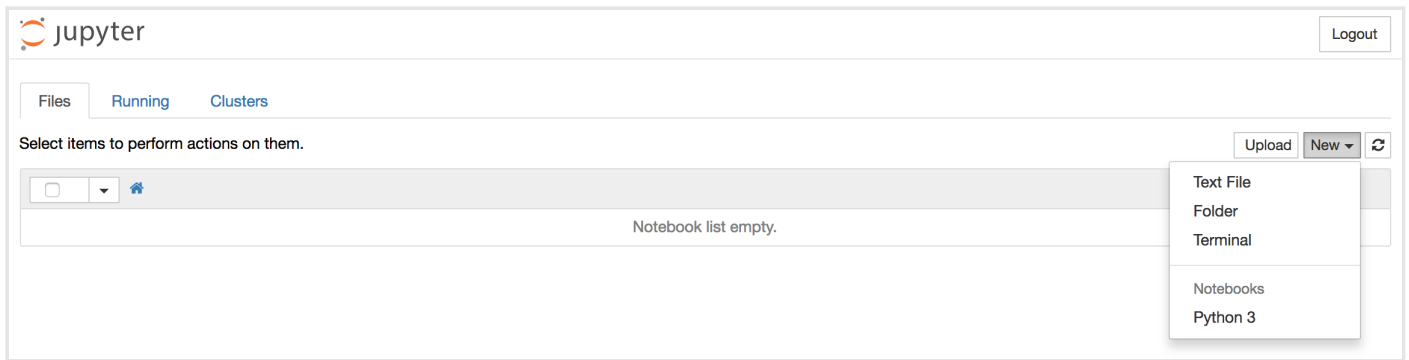 jupyter
Logout
Files Running Clusters
Select items to perform actions on them.
Upload New
Text File
Folder
Notebook list empty.
Terminal
Notebooks
Python 3